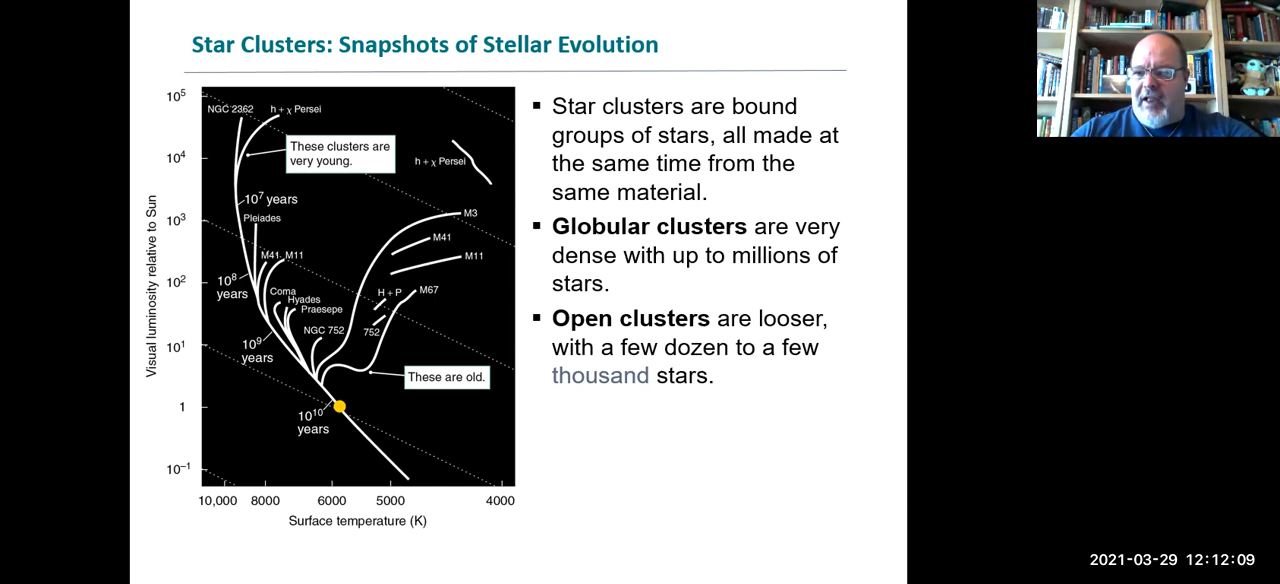 Star Clusters: Snapshots of Stellar Evolution
10⁵
10⁴
10³
10²
10¹
1
10⁻¹
Visual luminosity relative to Sun
NGC 2362
h + χ Persei
These clusters are
very young.
h + χ Persei
10⁷ years
Pleiades
M3
M41
M41
M11
M11
10⁸
years
Coma
Hyades
Praesepe
H + P
M67
NGC 752
752
10⁹
years
These are old.
10¹⁰
years
10,000 8000 6000 5000 4000
Surface temperature (K)
▪ Star clusters are bound
groups of stars, all made at
the same time from the
same material.
▪ Globular clusters are very
dense with up to millions of
stars.
▪ Open clusters are looser,
with a few dozen to a few
thousand stars.
2021-03-29 12:12:09